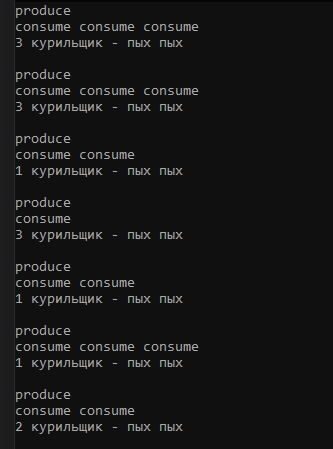 produce
consume consume consume
3 курильщик - пых пых
produce
consume consume consume
3 курильщик - пых пых
produce
consume consume
1 курильщик - пых пых
produce
consume
3 курильщик - пых пых
produce
consume consume
1 курильщик - пых пых
produce
consume consume consume
1 курильщик - пых пых
produce
consume consume
2 курильщик - пых пых